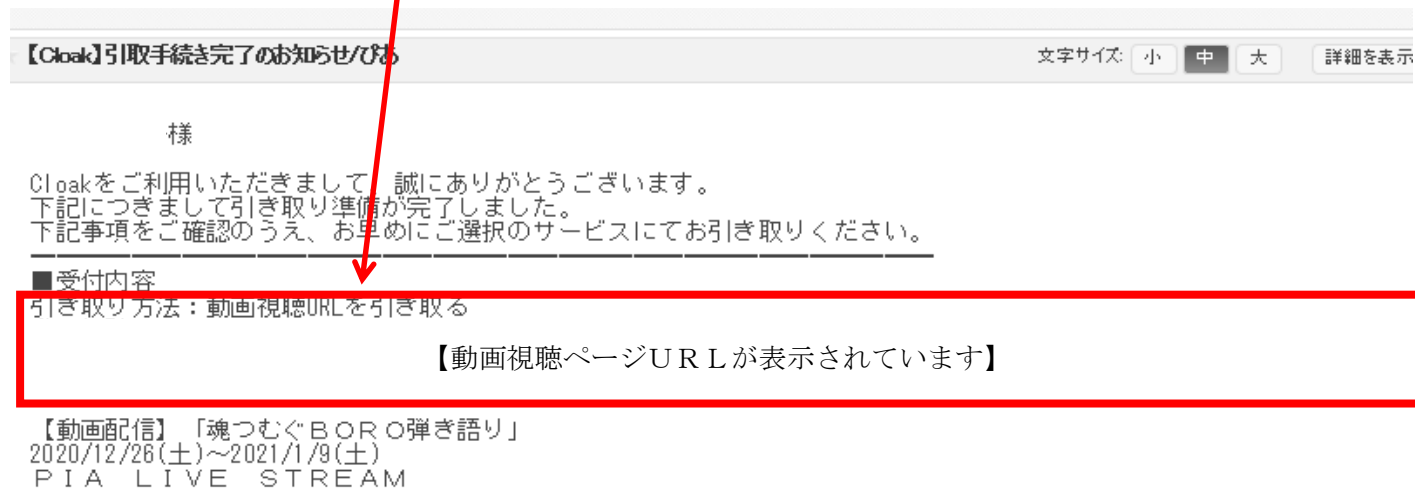 【Cloak】引取手続き完了のお知らせ/ぴあ
文字サイズ: 小 中 大 詳細を表示
様
Cloakをご利用いただきまして、誠にありがとうございます。
下記につきまして引き取り準備が完了しました。
下記事項をご確認のうえ、お早めにご選択のサービスにてお引き取りください。
■受付内容
引き取り方法：動画視聴URLを引き取る
【動画視聴ページＵＲＬが表示されています】
【動画配信】「魂つむぐＢＯＲＯ弾き語り」
2020/12/26(土)～2021/1/9(土)
ＰＩＡ　ＬＩＶＥ　ＳＴＲＥＡＭ